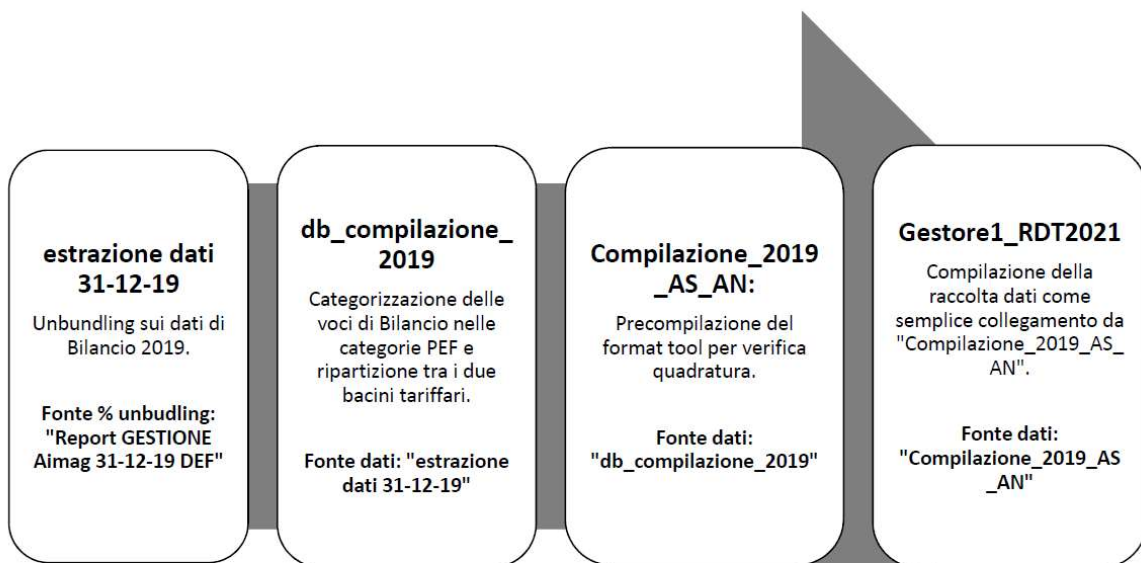 estrazione dati
31-12-19
Unbundling sui dati di
Bilancio 2019.
Fonte % unbudling:
"Report GESTIONE
Aimag 31-12-19 DEF"
db_compilazione_
2019
Categorizzazione delle
voci di Bilancio nelle
categorie PEF e
ripartizione tra i due
bacini tariffari.
Fonte dati: "estrazione
dati 31-12-19"
Compilazione_2019
_AS_AN:
Precompilazione del
format tool per verifica
quadratura.
Fonte dati:
"db_compilazione_2019"
Gestore1_RDT2021
Compilazione della
raccolta dati come
semplice collegamento da
"Compilazione_2019_AS_
AN".
Fonte dati:
"Compilazione_2019_AS
_AN"